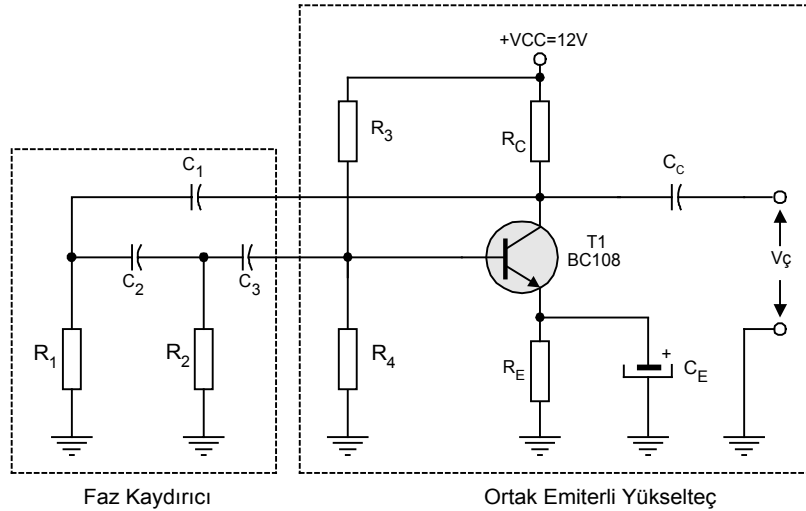 +VCC=12V
R3
RC
C1
CC
T1
BC108
C2
C3
Vç
R1
R2
R4
RE
+
CE
Faz Kaydırıcı
Ortak Emiterli Yükselteç